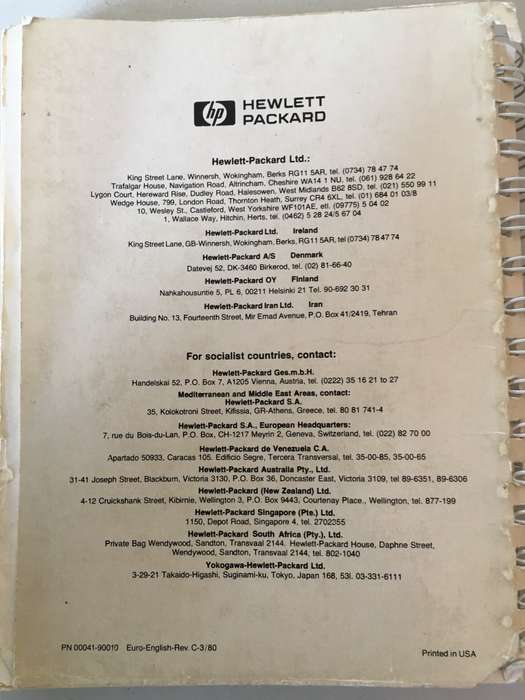 hp HEWLETT
PACKARD
Hewlett-Packard Ltd.:
King Street Lane, Winnersh, Wokingham, Berks RG11 5AR, tel. (0734) 78 47 74
Trafalgar House, Navigation Road, Altrincham, Cheshire WA14 1 NU. tel. (061) 928 64 22
Lygon Court, Hereward Rise, Dudley Road, Halesowen, West Midlands B62 8SD, tel. (021) 550 99 11
Wedge House, 799, London Road, Thornton Heath, Surrey CR4 6XL, tel. (01) 684 01 03/8
10, Wesley St., Castleford, West Yorkshire WF101AE, etl. (09775) 5 04 02
1, Wallace Way, Hitchin, Herts, tel. (0462) 5 28 24/5 67 04
Hewlett-Packard Ltd. Ireland
King Street Lane, GB-Winnersh, Wokingham, Berks, RG11 5AR, tel (0734) 78 47 74
Hewlett-Packard A/S Denmark
Datevej 52, DK-3460 Birkerod, tel. (02) 81-66-40
Hewlett-Packard OY Finland
Nahkahousuntie 5, PL 6, 00211 Helsinki 21 Tel. 90-692 30 31
Hewlett-Packard Iran Ltd. Iran
Building No. 13, Fourteenth Street, Mir Emad Avenue, P.O. Box 41/2419, Tehran
For socialist countries, contact:
Hewlett-Packard Ges.m.b.H.
Handelskai 52, P.O. Box 7, A1205 Vienna, Austria, tel. (0222) 35 16 21 to 27
Mediterranean and Middle East Areas, contact:
Hewlett-Packard S.A.
35, Kolokotroni Street, Kifissia, GR-Athens, Greece, tel. 80 81 741-4
Hewlett-Packard S.A., European Headquarters:
7, rue du Bois-du-Lan, P.O. Box, CH-1217 Meyrin 2, Geneva, Switzerland, tel. (022) 82 70 00
Hewlett-Packard de Venezuela C.A.
Apartado 50933, Caracas 105. Edificio Segre, Tercera Transversal, tel. 35-00-85, 35-00-65
Hewlett-Packard Australia Pty., Ltd.
31-41 Joseph Street, Blackburn, Victoria 3130, P.O. Box 36, Doncaster East, Victoria 3109, tel 89-6351, 89-6306
Hewlett-Packard (New Zealand) Ltd.
4-12 Cruickshank Street, Kibirnie, Wellington 3, P.O. Box 9443, Courtenay Place., Wellington, tel. 877-199
Hewlett-Packard Singapore (Pte.) Ltd.
1150, Depot Road, Singapore 4, tel. 2702355
Hewlett-Packard South Africa (Pty.), Ltd.
Private Bag Wendywood, Sandton, Transvaal 2144. Hewlett-Packard House, Daphne Street,
Wendywood, Sandton, Transvaal 2144, tel. 802-1040
Yokogawa-Hewlett-Packard Ltd.
3-29-21 Takaido-Higashi, Suginami-ku, Tokyo, Japan 168, 53l. 03-331-6111
PN 00041-90010 Euro-English-Rev. C-3/80
Printed in USA